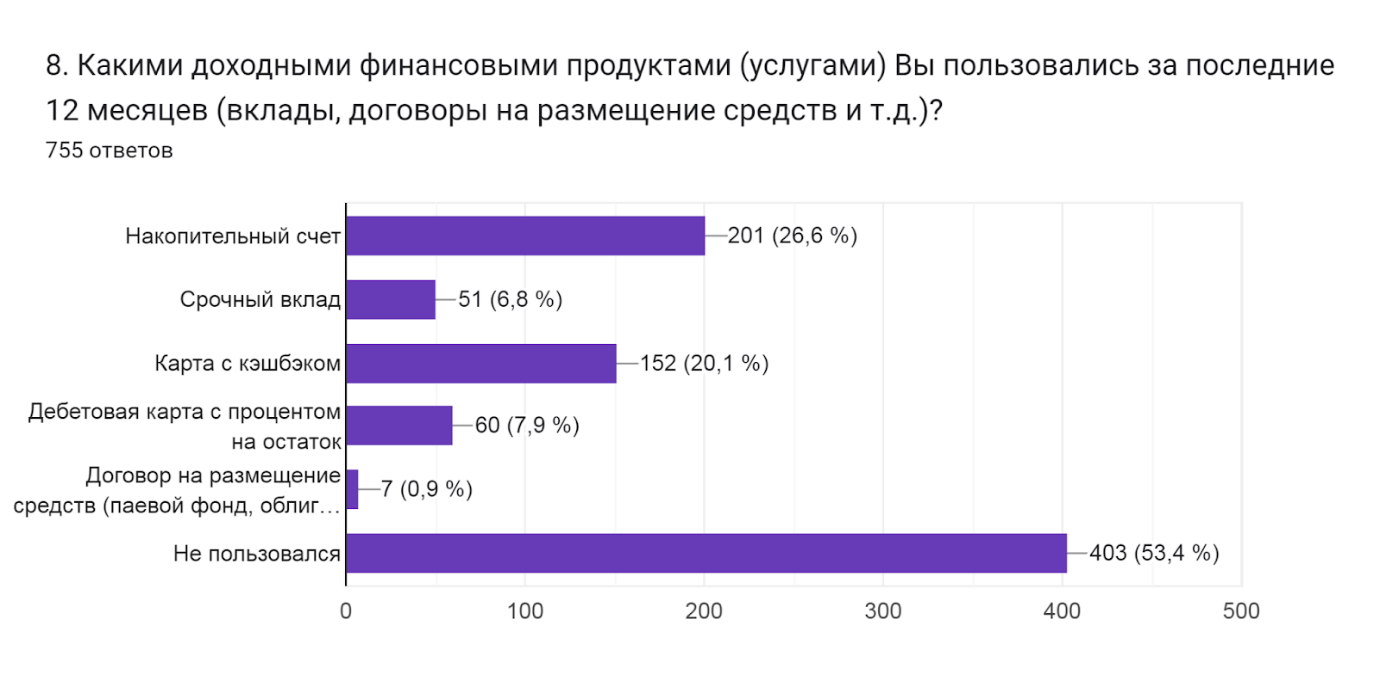 8. Какими доходными финансовыми продуктами (услугами) Вы пользовались за последние
12 месяцев (вклады, договоры на размещение средств и т.д.)?
755 ответов
Накопительный счет
201 (26,6 %)
Срочный вклад
51 (6,8 %)
Карта с кэшбэком
152 (20,1 %)
Дебетовая карта с процентом
на остаток
60 (7,9 %)
Договор на размещение
средств (паевой фонд, облиг…
7 (0,9 %)
Не пользовался
403 (53,4 %)
0 100 200 300 400 500